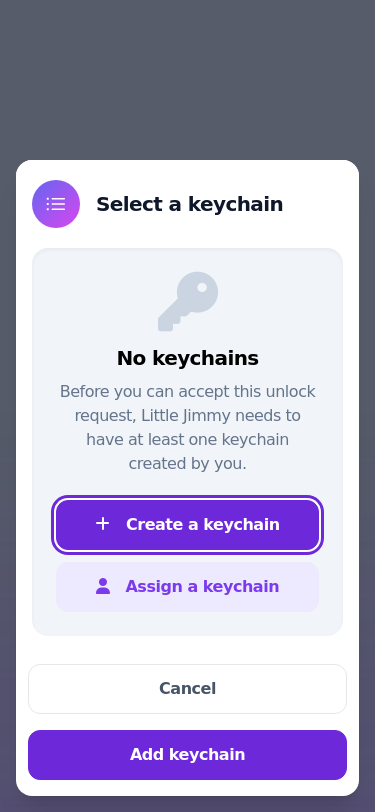 Select a keychain
No keychains
Before you can accept this unlock
request, Little Jimmy needs to
have at least one keychain
created by you.
Create a keychain
Assign a keychain
Cancel
Add keychain